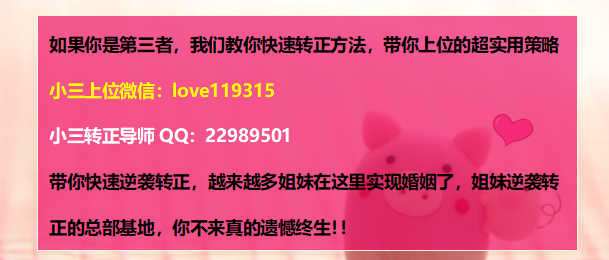 如果你是第三者，我们教你快速转正方法，带你上位的超实用策略
小三上位微信：love119315
小三转正导师 QQ：22989501
带你快速逆袭转正，越来越多姐妹在这里实现婚姻了，姐妹逆袭转
正的总部基地，你不来真的遗憾终生!!